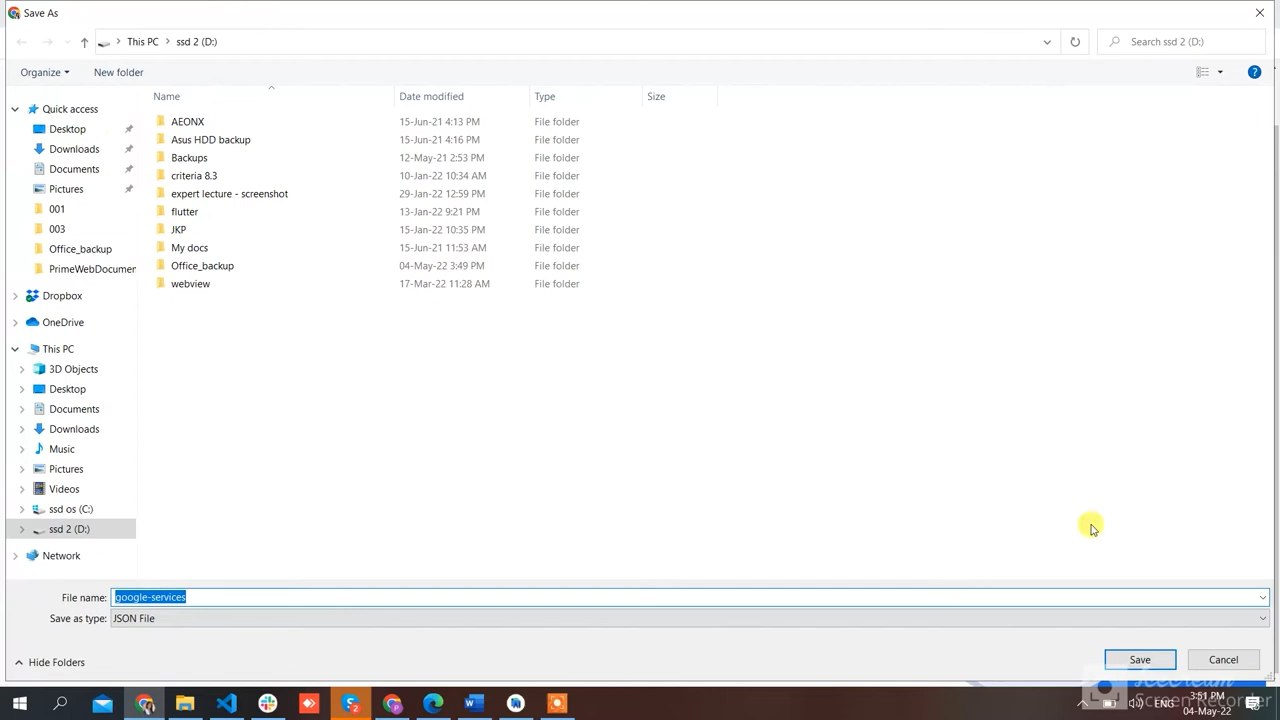 Save As
This PC ssd 2 (D:)
Search ssd 2 (D:)
Organize New folder
Name Date modified Type Size
Quick access
Desktop
Downloads
Documents
Pictures
001
003
Office_backup
PrimeWebDocumen
Dropbox
OneDrive
This PC
3D Objects
Desktop
Documents
Downloads
Music
Pictures
Videos
ssd os (C:)
ssd 2 (D:)
Network
AEONX 15-Jun-21 4:13 PM File folder
Asus HDD backup 15-Jun-21 4:16 PM File folder
Backups 12-May-21 2:53 PM File folder
criteria 8.3 10-Jan-22 10:34 AM File folder
expert lecture - screenshot 29-Jan-22 12:59 PM File folder
flutter 13-Jan-22 9:21 PM File folder
JKP 15-Jan-22 10:35 PM File folder
My docs 15-Jun-21 11:53 AM File folder
Office_backup 04-May-22 3:49 PM File folder
webview 17-Mar-22 11:28 AM File folder
File name: google-services
Save as type: JSON File
Hide Folders
Save Cancel
Icecream
Screen Recorder
ENG
3:51 PM
04-May-22